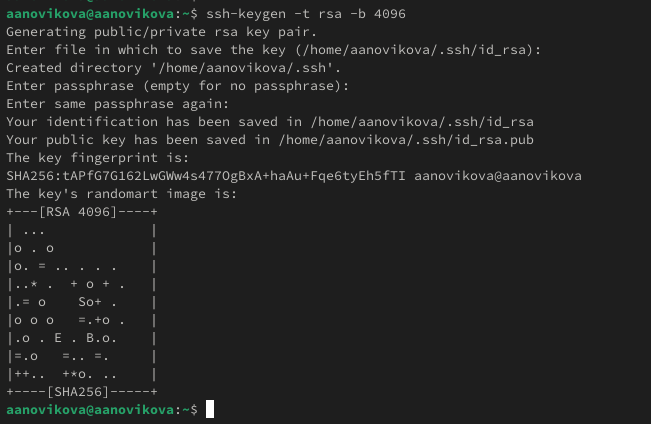 aanovikova@aanovikova:~$ ssh-keygen -t rsa -b 4096
Generating public/private rsa key pair.
Enter file in which to save the key (/home/aanovikova/.ssh/id_rsa):
Created directory '/home/aanovikova/.ssh'.
Enter passphrase (empty for no passphrase):
Enter same passphrase again:
Your identification has been saved in /home/aanovikova/.ssh/id_rsa
Your public key has been saved in /home/aanovikova/.ssh/id_rsa.pub
The key fingerprint is:
SHA256:tAPfG7G162LwGWw4s477OgBxA+haAu+Fqe6tyEh5fTI aanovikova@aanovikova
The key's randomart image is:
+---[RSA 4096]----+
| ...             |
|o . o            |
|o. = .. . . .    |
|..* .  + o + .   |
|.= o    So+ .    |
|o o o   =.+o .   |
|.o . E . B.o.    |
|=.o   =.. =.     |
|++..  +*o. ..    |
+----[SHA256]-----+
aanovikova@aanovikova:~$